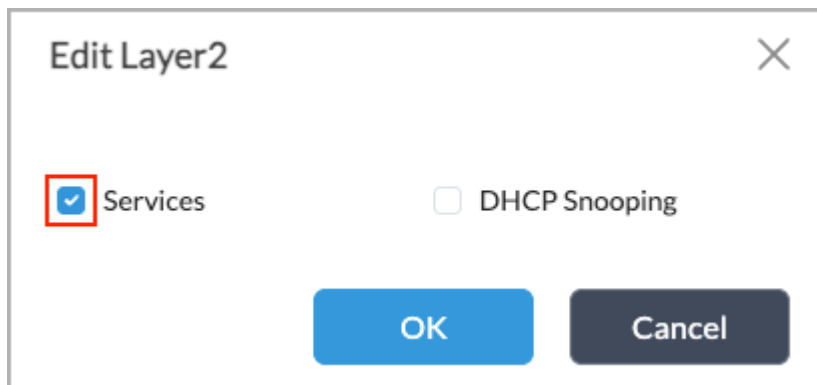 Edit Layer2
Services
DHCP Snooping
OK
Cancel